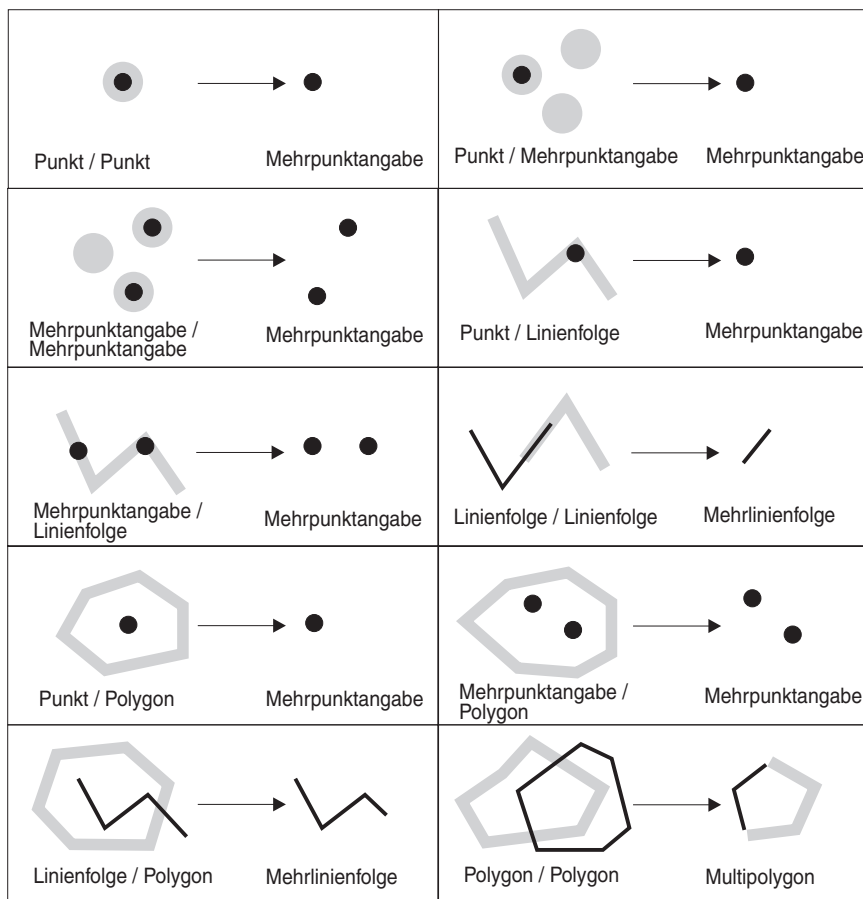 Punkt / Punkt
Mehrpunktangabe
Punkt / Mehrpunktangabe
Mehrpunktangabe
Mehrpunktangabe /
Mehrpunktangabe
Mehrpunktangabe
Punkt / Linienfolge
Mehrpunktangabe
Mehrpunktangabe /
Linienfolge
Mehrpunktangabe
Linienfolge / Linienfolge
Mehrlinienfolge
Punkt / Polygon
Mehrpunktangabe
Mehrpunktangabe /
Polygon
Mehrpunktangabe
Linienfolge / Polygon
Mehrlinienfolge
Polygon / Polygon
Multipolygon